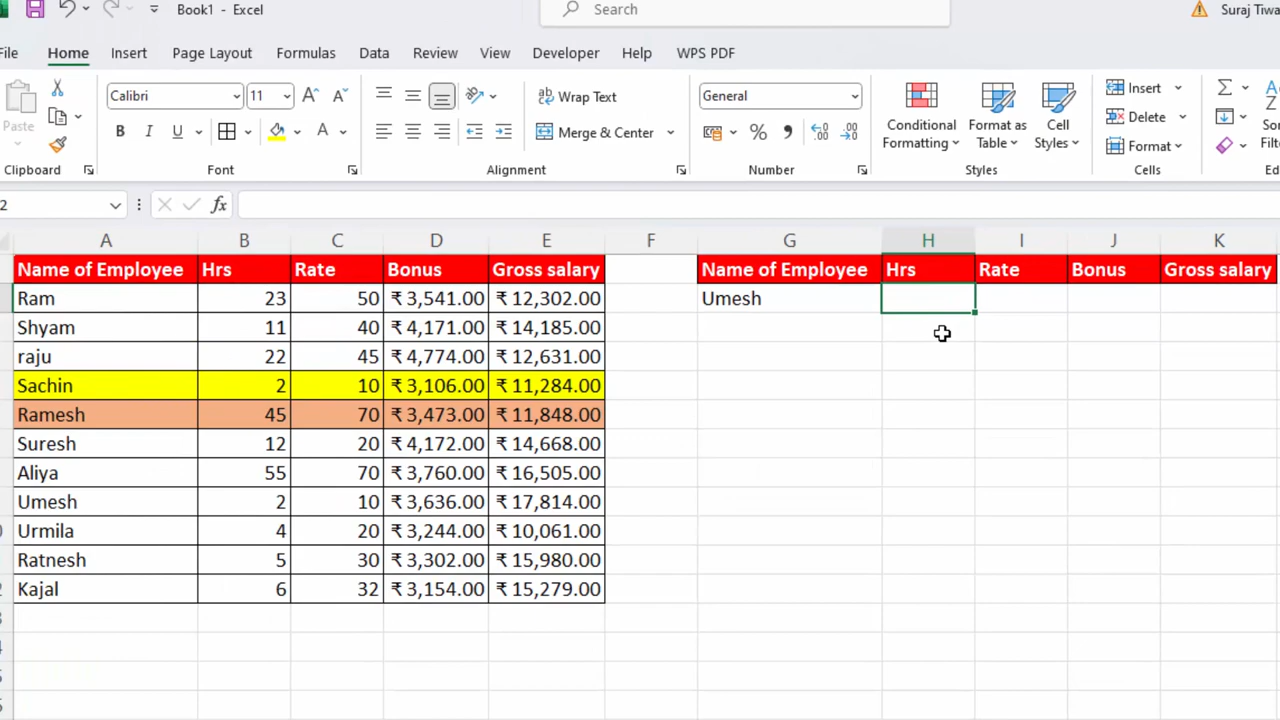 Book1 - Excel
Search
Suraj Tiwa
File Home Insert Page Layout Formulas Data Review View Developer Help WPS PDF
Paste
Calibri 11 A A
B I U A
ab Wrap Text
Merge & Center
General
% ,
Conditional Formatting
Format as Table
Cell Styles
Insert
Delete
Format
Clipboard Font Alignment Number Styles Cells Ed
2 fx
A B C D E F G H I J K
Name of Employee Hrs Rate Bonus Gross salary Name of Employee Hrs Rate Bonus Gross salary
Ram 23 50 ₹ 3,541.00 ₹ 12,302.00 Umesh
Shyam 11 40 ₹ 4,171.00 ₹ 14,185.00
raju 22 45 ₹ 4,774.00 ₹ 12,631.00
Sachin 2 10 ₹ 3,106.00 ₹ 11,284.00
Ramesh 45 70 ₹ 3,473.00 ₹ 11,848.00
Suresh 12 20 ₹ 4,172.00 ₹ 14,668.00
Aliya 55 70 ₹ 3,760.00 ₹ 16,505.00
Umesh 2 10 ₹ 3,636.00 ₹ 17,814.00
Urmila 4 20 ₹ 3,244.00 ₹ 10,061.00
Ratnesh 5 30 ₹ 3,302.00 ₹ 15,980.00
Kajal 6 32 ₹ 3,154.00 ₹ 15,279.00